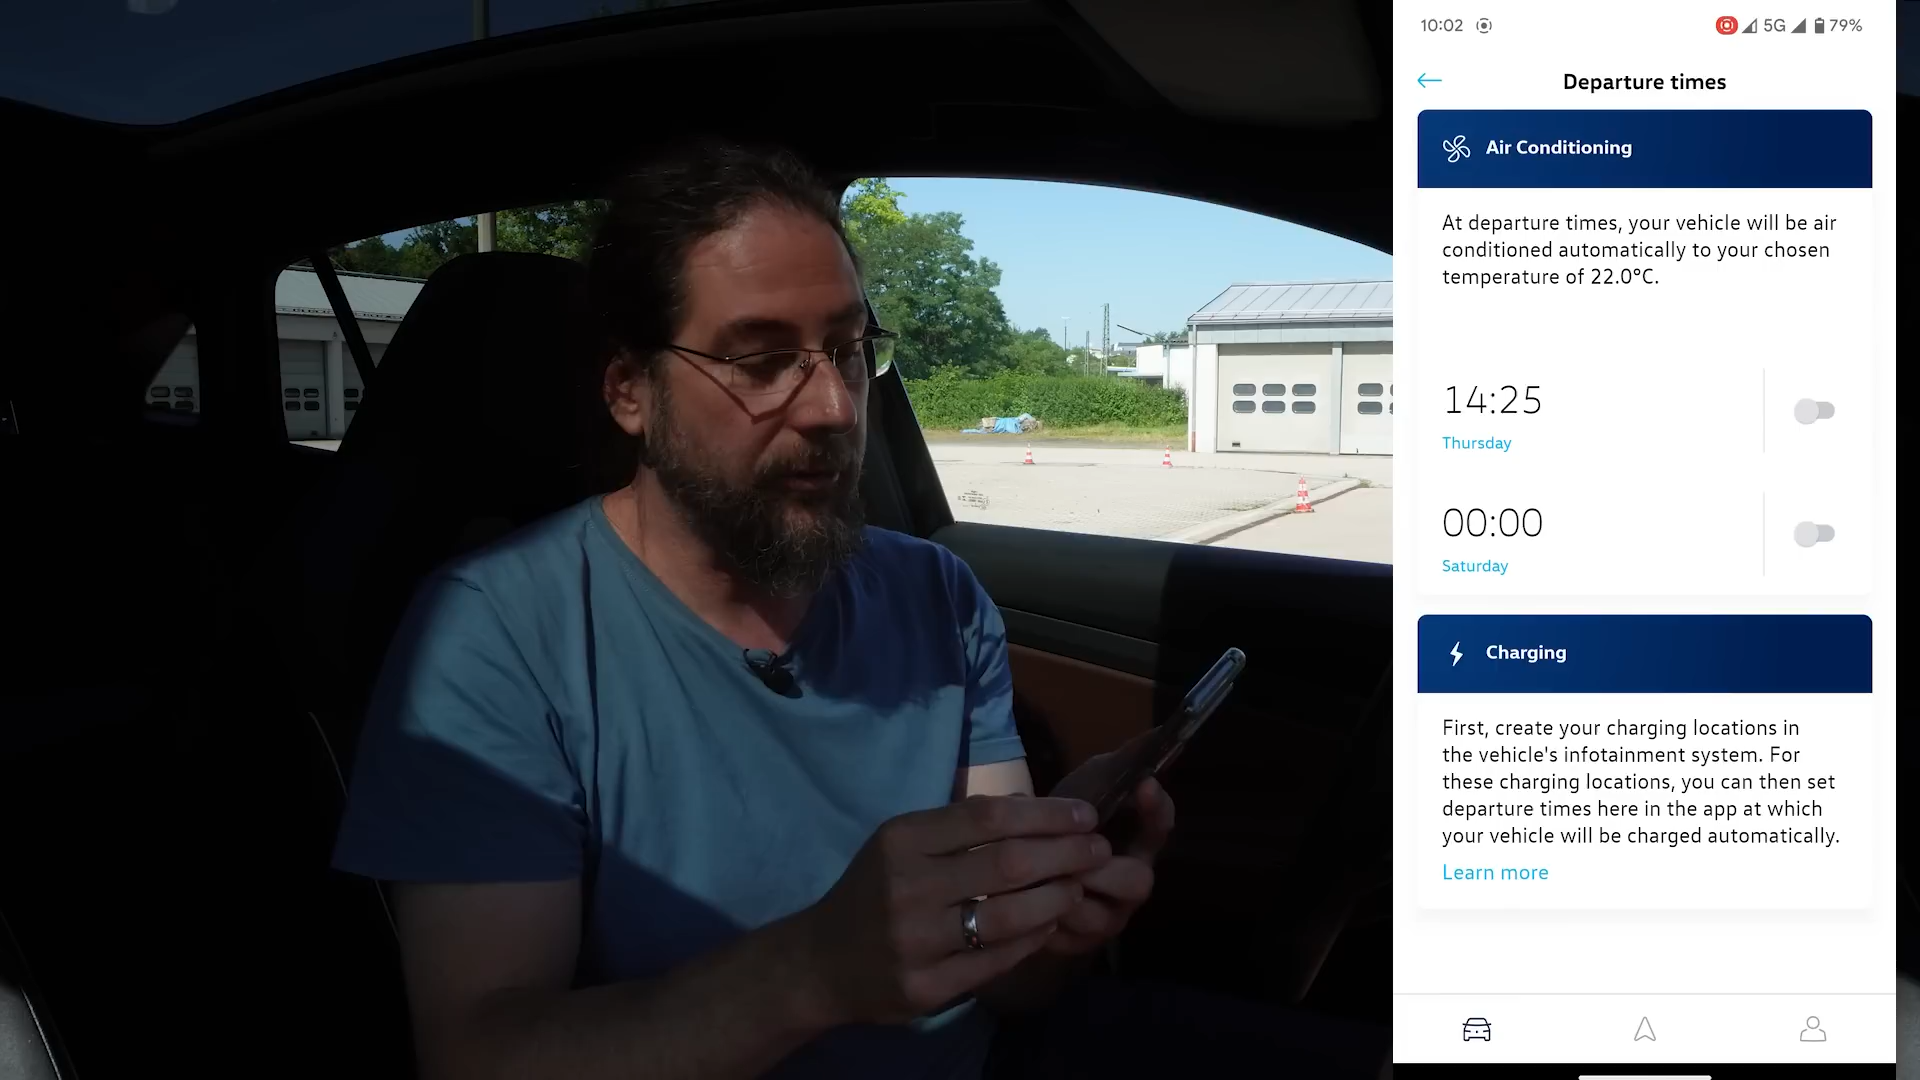 10:02
5G
79%
Departure times
Air Conditioning
At departure times, your vehicle will be air
conditioned automatically to your chosen
temperature of 22.0°C.
14:25
Thursday
00:00
Saturday
Charging
First, create your charging locations in
the vehicle's infotainment system. For
these charging locations, you can then set
departure times here in the app at which
your vehicle will be charged automatically.
Learn more